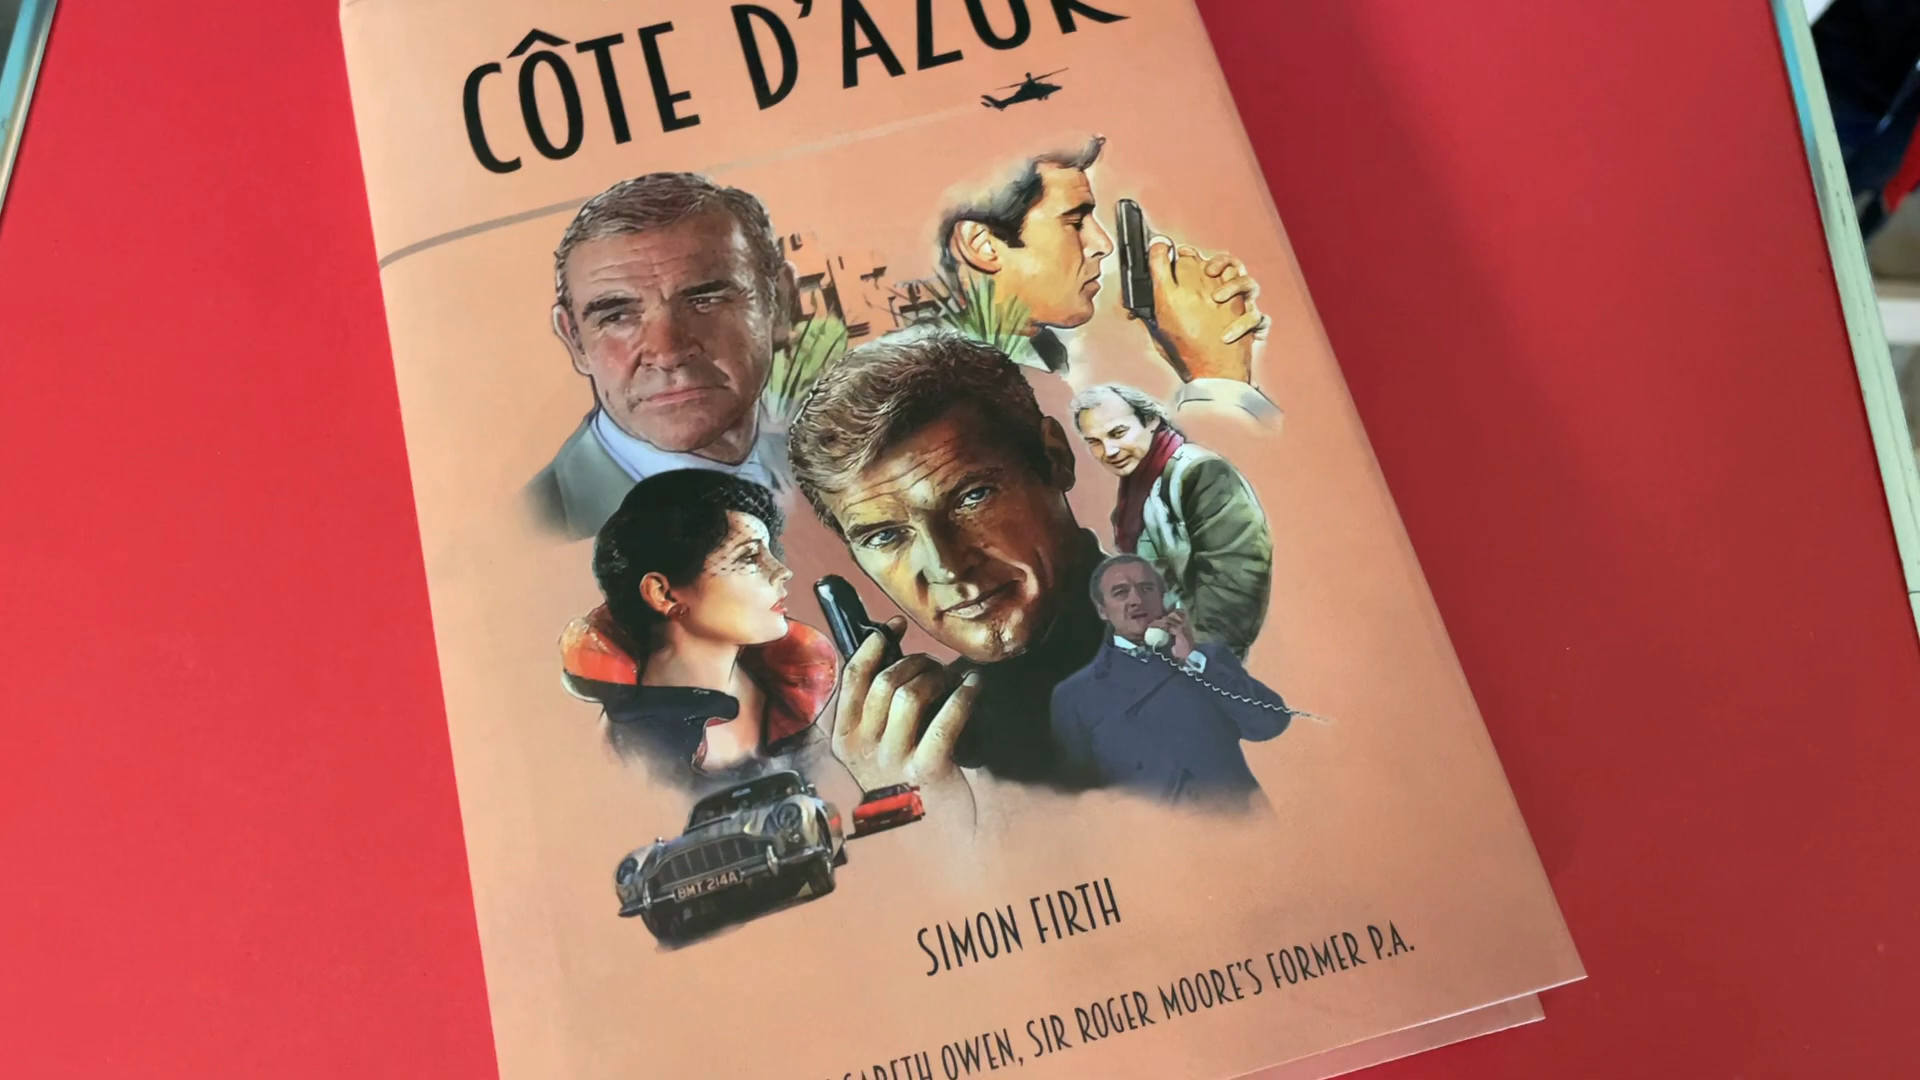 CÔTE D'AZUR
BMT 214A
SIMON FIRTH
GARETH OWEN, SIR ROGER MOORE'S FORMER P.A.